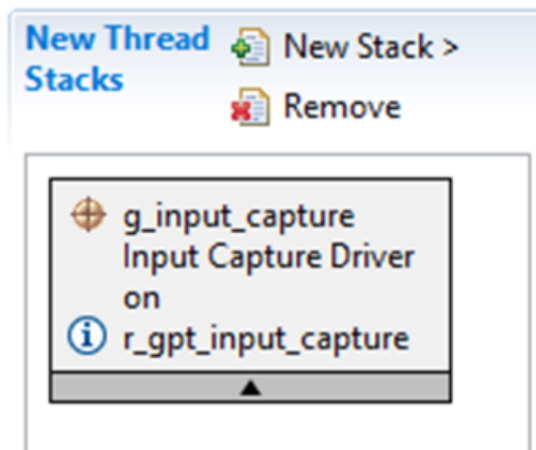 New Thread
Stacks
New Stack >
Remove
g_input_capture
Input Capture Driver
on
r_gpt_input_capture